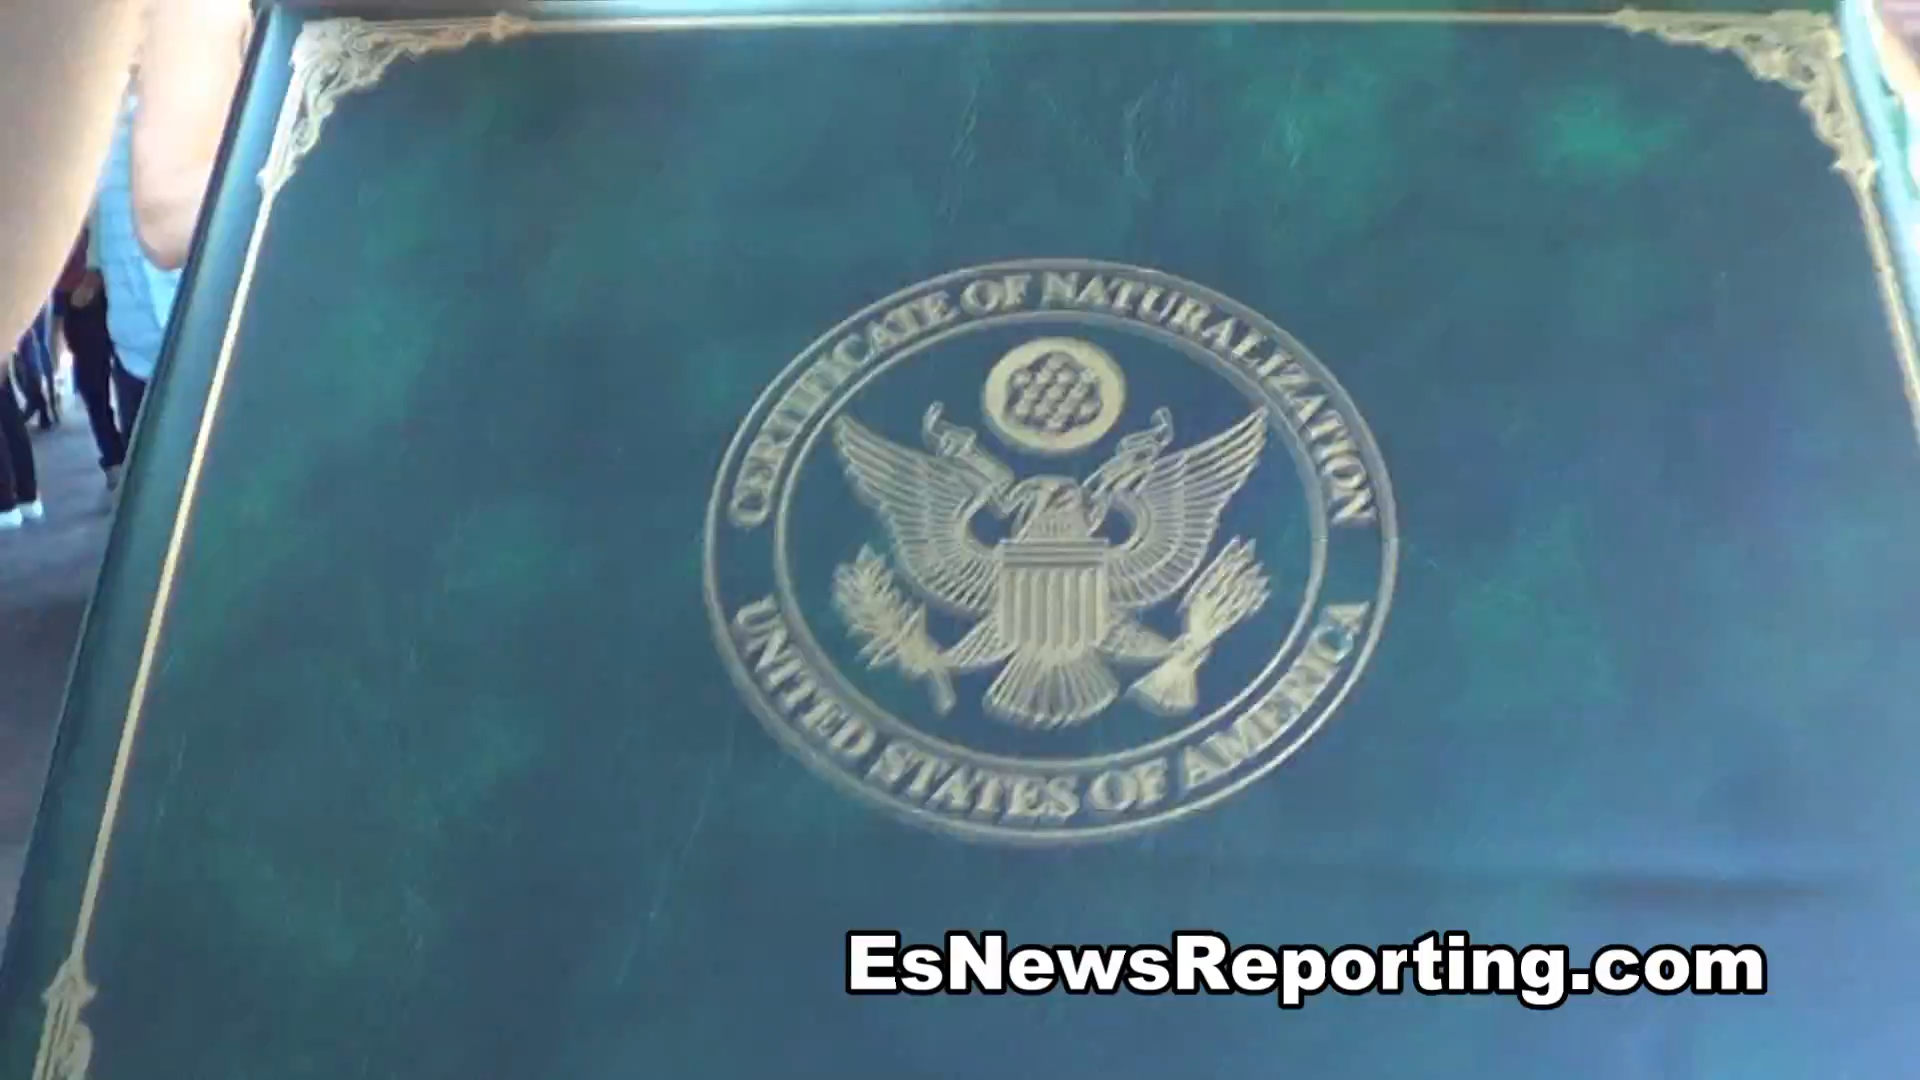 CERTIFICATE OF NATURALIZATION
UNITED STATES OF AMERICA
EsNewsReporting.com